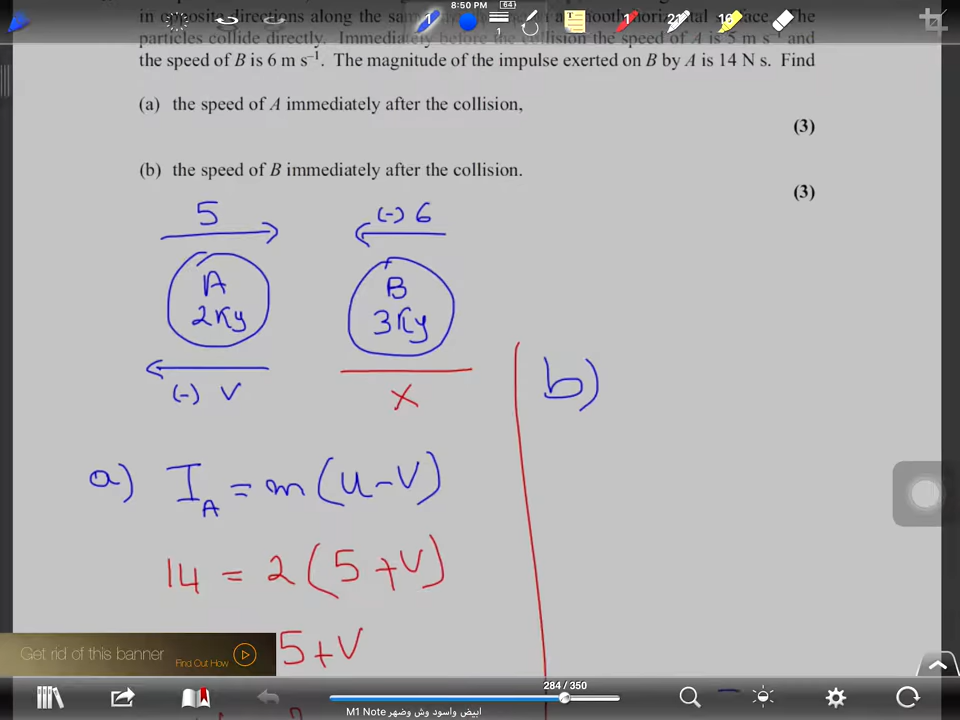 8:50 PM
64
in opposite directions along the same
smooth horizontal surface. The
particles collide directly. Immediately before the collision the speed of A is 5 m s⁻¹ and
the speed of B is 6 m s⁻¹. The magnitude of the impulse exerted on B by A is 14 N s. Find
(a) the speed of A immediately after the collision,
(3)
(b) the speed of B immediately after the collision.
(3)
5
(-) 6
A
2Kg
B
3Kg
(-) V
X
b)
a) I_A = m(u-V)
14 = 2(5+V)
5+V
Get rid of this banner
Find Out How
284 / 350
M1 Note ابيض واسود وش وضهر